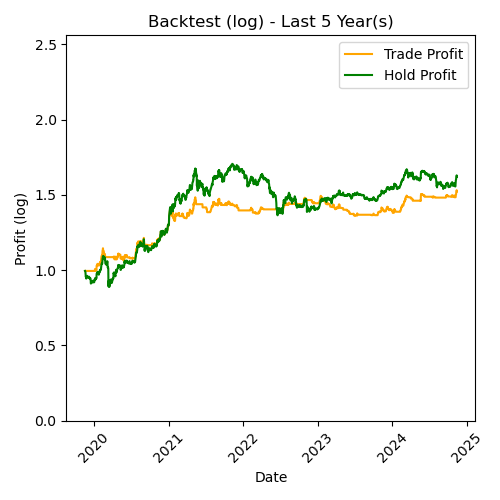 Backtest (log) - Last 5 Year(s)
Trade Profit
Hold Profit
Profit (log)
2.5
2.0
1.5
1.0
0.5
0.0
2020
2021
2022
2023
2024
2025
Date